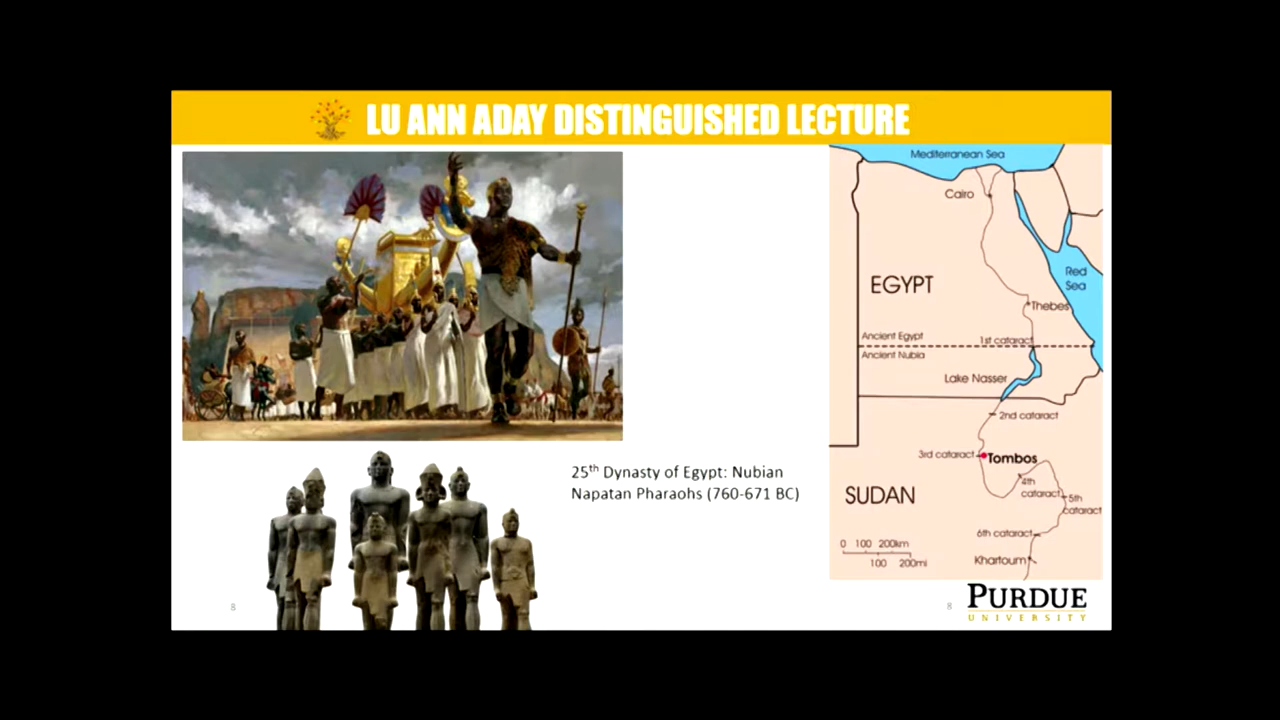 LU ANN ADAY DISTINGUISHED LECTURE
Mediterranean Sea
Cairo
EGYPT
Red
Sea
Thebes
Ancient Egypt
1st cataract
Ancient Nubia
Lake Nasser
2nd cataract
3rd cataract
Tombos
4th
cataract
5th
cataract
SUDAN
6th cataract
0 100 200km
100 200mi
Khartoum
25th Dynasty of Egypt: Nubian
Napatan Pharaohs (760-671 BC)
8
8
PURDUE
UNIVERSITY